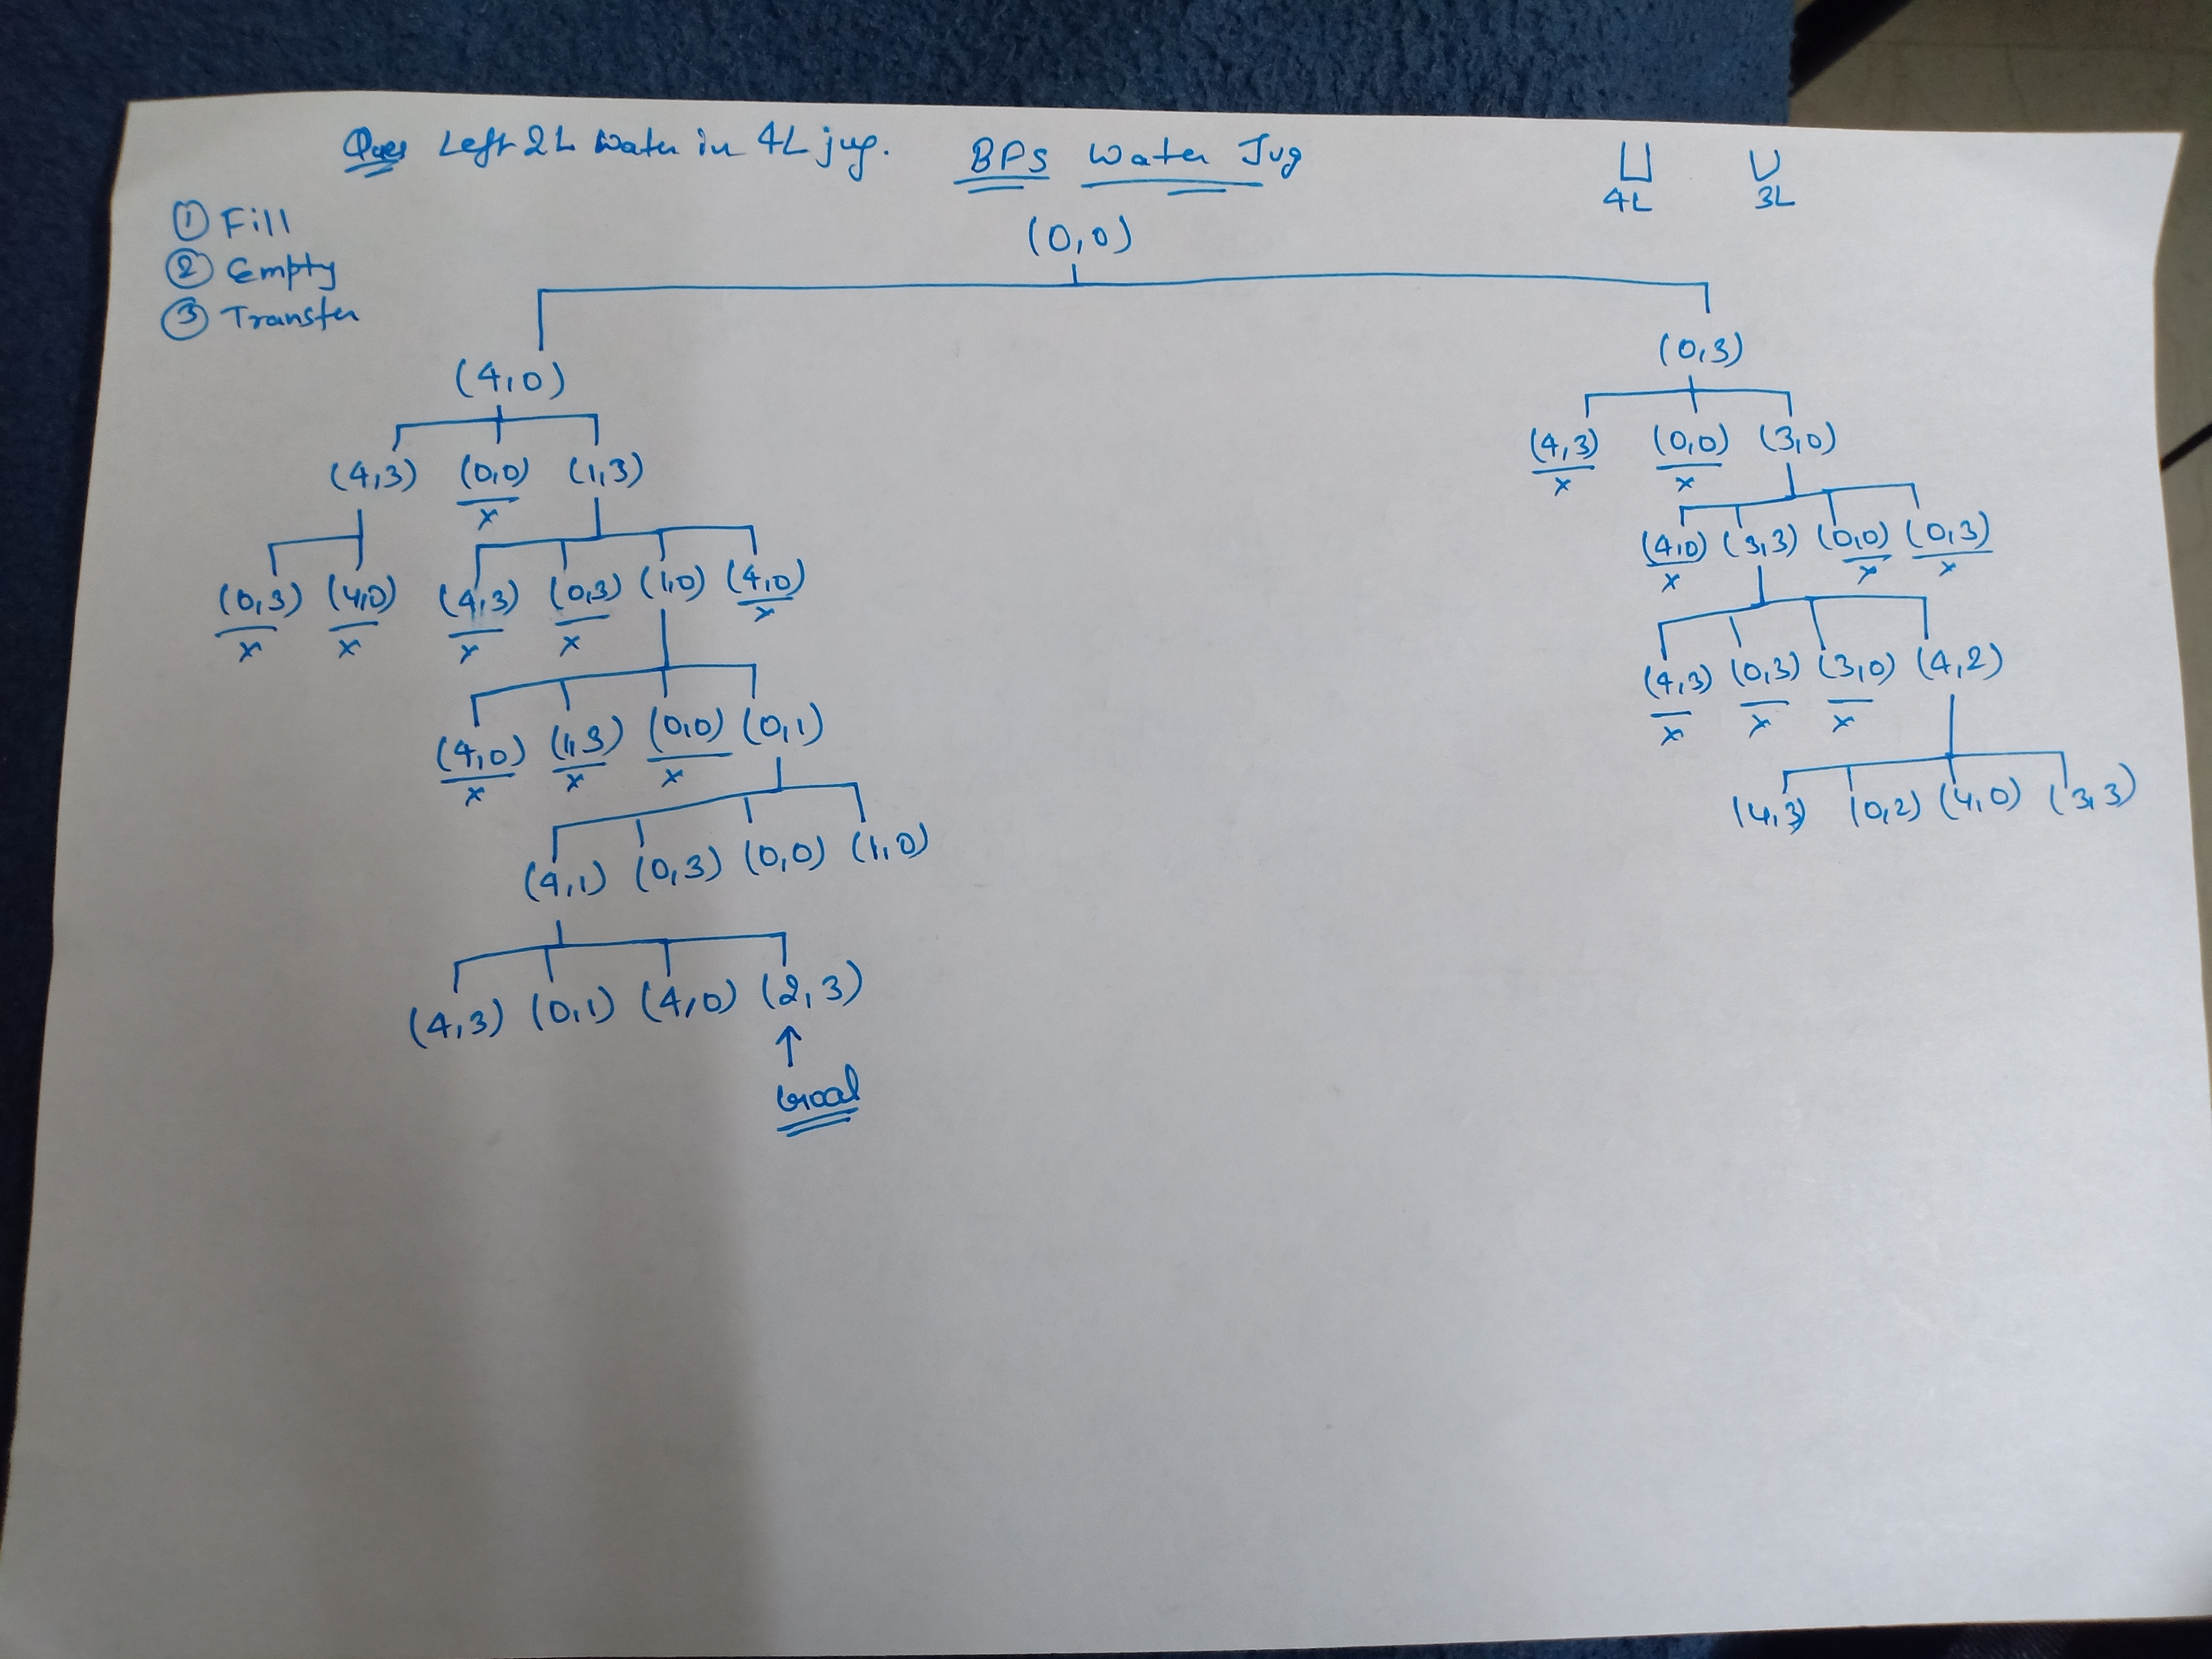 Ques Left 2L Water in 4L jug. BFS Water Jug
4L 3L
① Fill
② Empty
③ Transfer
(0,0)
(4,0) (0,3)
(4,3) (0,0) (1,3) (4,3) (0,0) (3,0)
x x x
(0,3) (4,0) (4,3) (0,3) (1,0) (4,0) (4,0) (3,3) (0,0) (0,3)
x x x x x x x x
(4,0) (1,3) (0,0) (0,1) (4,3) (0,3) (3,0) (4,2)
x x x x x x
(4,1) (0,3) (0,0) (1,0) (4,3) (0,2) (4,0) (3,3)
(4,3) (0,1) (4,0) (2,3)
↑
Goal